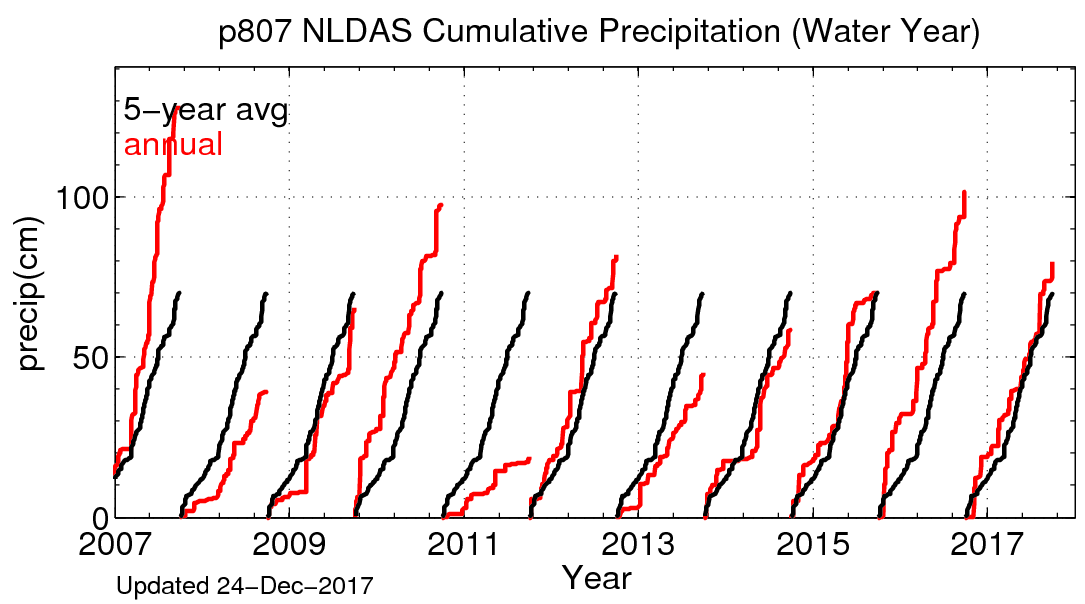 p807 NLDAS Cumulative Precipitation (Water Year)
5−year avg
annual
precip(cm)
100
50
0
2007 2009 2011 2013 2015 2017
Year
Updated 24−Dec−2017